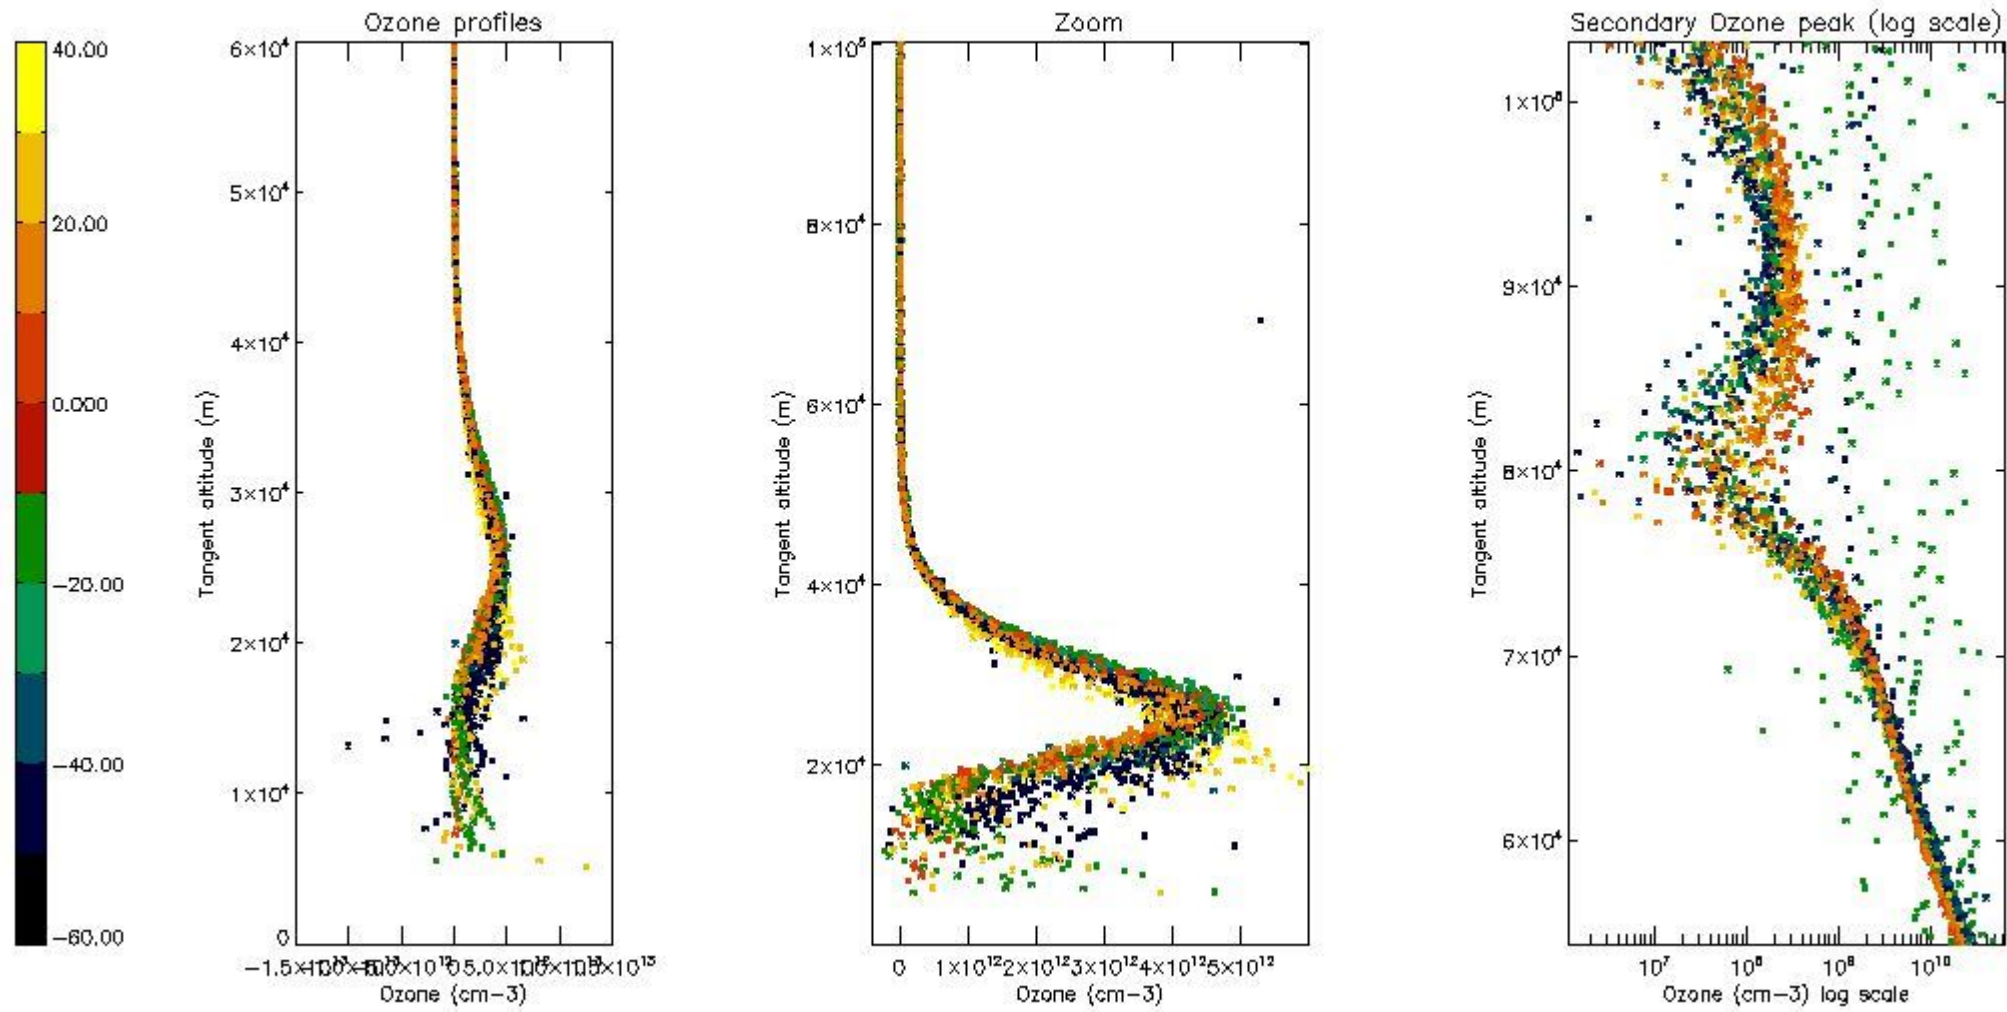 Ozone profiles
Zoom
Secondary Ozone peak (log scale)
40.00
20.00
0.000
−20.00
−40.00
−60.00
6×10⁴
5×10⁴
4×10⁴
3×10⁴
2×10⁴
1×10⁴
0
Tangent altitude (m)
Ozone (cm−3)
1×10⁵
8×10⁴
6×10⁴
4×10⁴
2×10⁴
Tangent altitude (m)
0 1×10¹² 2×10¹² 3×10¹² 4×10¹² 5×10¹²
Ozone (cm−3)
1×10⁵
9×10⁴
8×10⁴
7×10⁴
6×10⁴
Tangent altitude (m)
10⁷ 10⁸ 10⁹ 10¹⁰
Ozone (cm−3) log scale